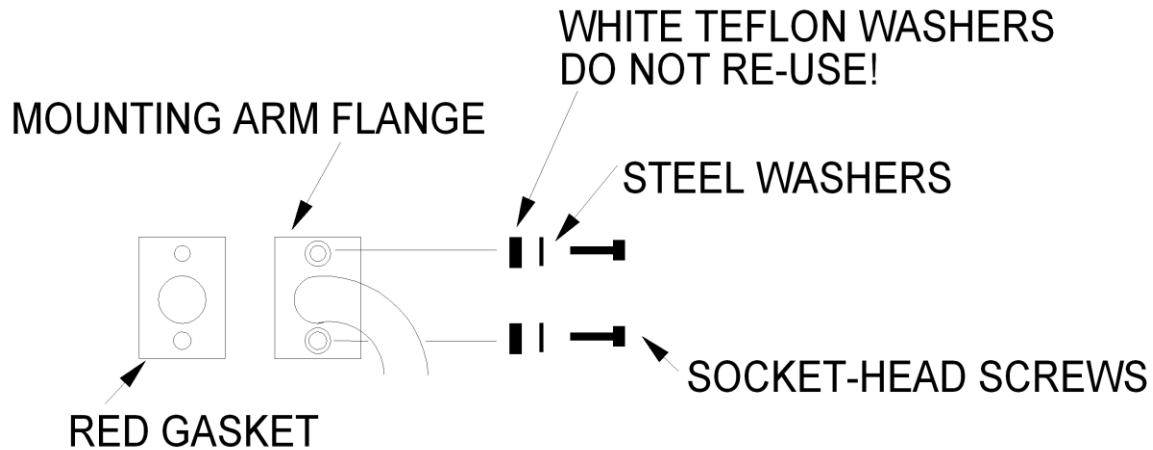 WHITE TEFLON WASHERS
DO NOT RE-USE!
MOUNTING ARM FLANGE
STEEL WASHERS
SOCKET-HEAD SCREWS
RED GASKET